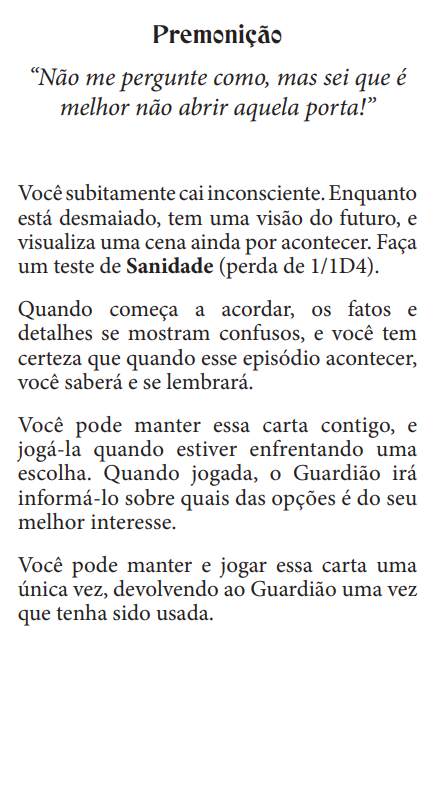 Premonição
“Não me pergunte como, mas sei que é
melhor não abrir aquela porta!”
Você subitamente cai inconsciente. Enquanto
está desmaiado, tem uma visão do futuro, e
visualiza uma cena ainda por acontecer. Faça
um teste de Sanidade (perda de 1/1D4).
Quando começa a acordar, os fatos e
detalhes se mostram confusos, e você tem
certeza que quando esse episódio acontecer,
você saberá e se lembrará.
Você pode manter essa carta contigo, e
jogá-la quando estiver enfrentando uma
escolha. Quando jogada, o Guardião irá
informá-lo sobre quais das opções é do seu
melhor interesse.
Você pode manter e jogar essa carta uma
única vez, devolvendo ao Guardião uma vez
que tenha sido usada.